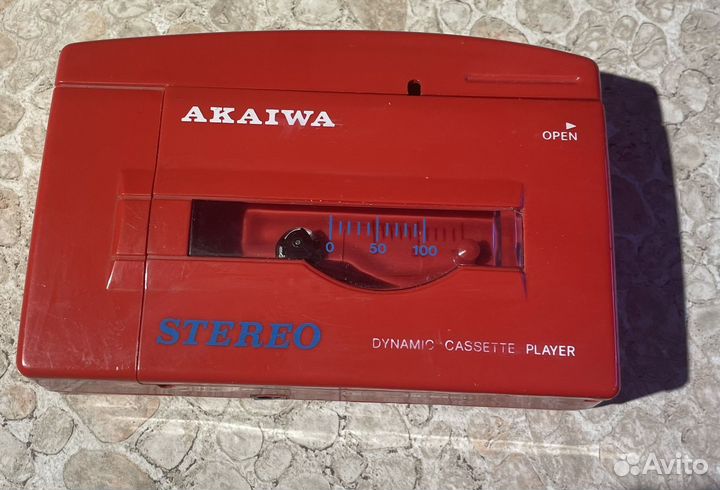 AKAIWA
OPEN
0 50 100
STEREO
DYNAMIC CASSETTE PLAYER
Avito